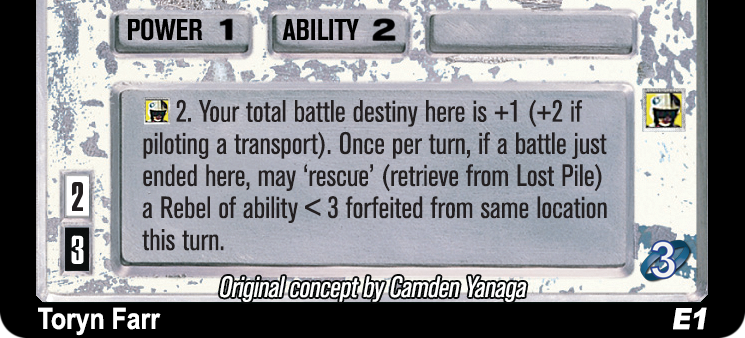 POWER 1 ABILITY 2
2. Your total battle destiny here is +1 (+2 if
piloting a transport). Once per turn, if a battle just
ended here, may ‘rescue’ (retrieve from Lost Pile)
a Rebel of ability < 3 forfeited from same location
this turn.
2
3
3
Original concept by Camden Yanaga
Toryn Farr E1